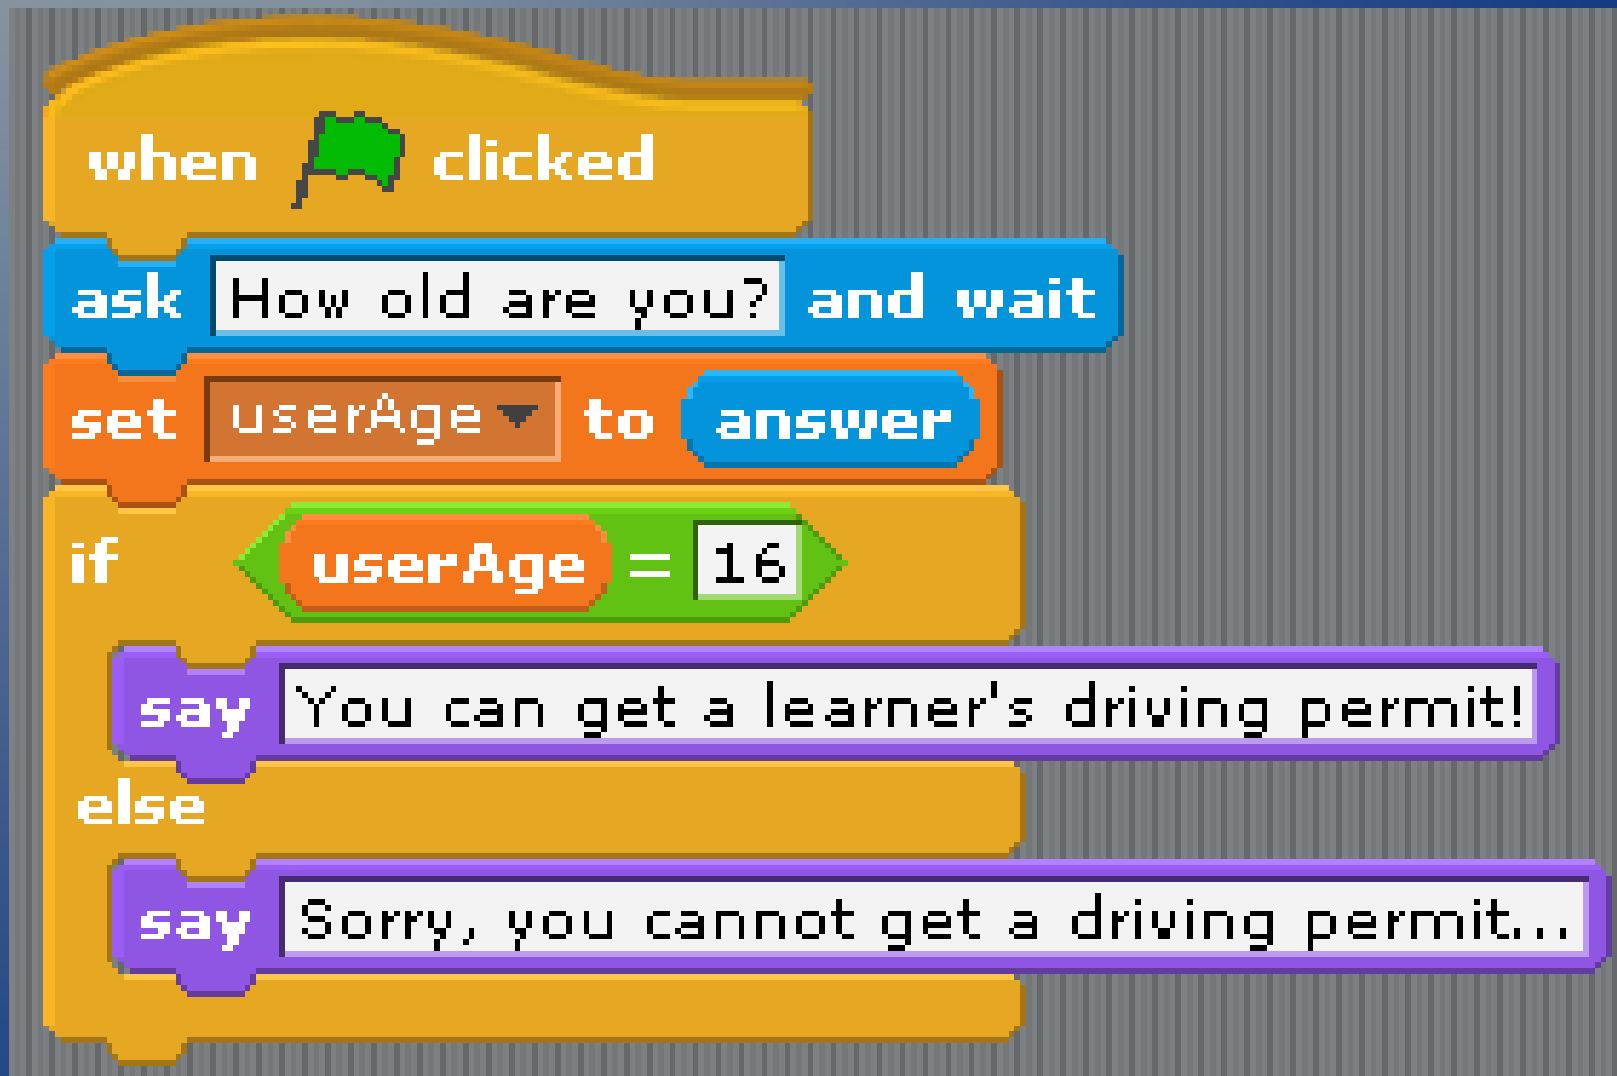 when clicked
ask How old are you? and wait
set userAge to answer
if userAge = 16
say You can get a learner's driving permit!
else
say Sorry, you cannot get a driving permit...